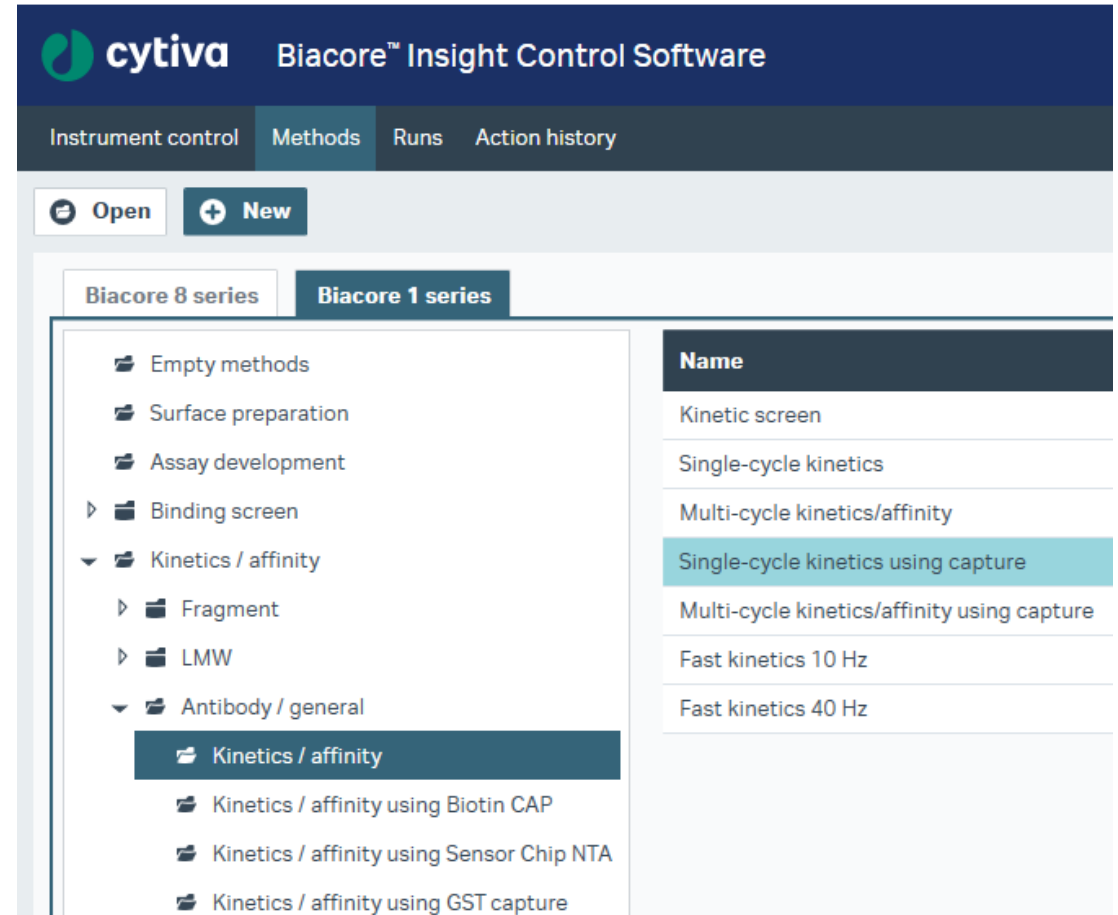 cytiva Biacore™ Insight Control Software
Instrument control Methods Runs Action history
Open New
Biacore 8 series Biacore 1 series
Empty methods
Surface preparation
Assay development
Binding screen
Kinetics / affinity
Fragment
LMW
Antibody / general
Kinetics / affinity
Kinetics / affinity using Biotin CAP
Kinetics / affinity using Sensor Chip NTA
Kinetics / affinity using GST capture
Name
Kinetic screen
Single-cycle kinetics
Multi-cycle kinetics/affinity
Single-cycle kinetics using capture
Multi-cycle kinetics/affinity using capture
Fast kinetics 10 Hz
Fast kinetics 40 Hz